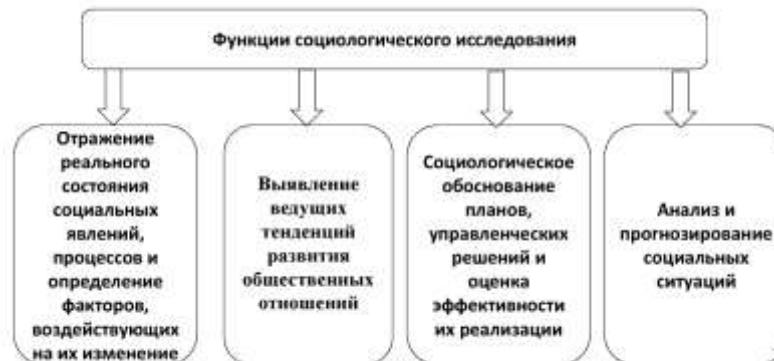 Функции социологического исследования
Отражение
реального
состояния
социальных
явлений,
процессов и
определение
факторов,
воздействующих
на их изменение
Выявление
ведущих
тенденций
развития
общественных
отношений
Социологическое
обоснование
планов,
управленческих
решений и
оценка
эффективности
их реализации
Анализ и
прогнозирование
социальных
ситуаций